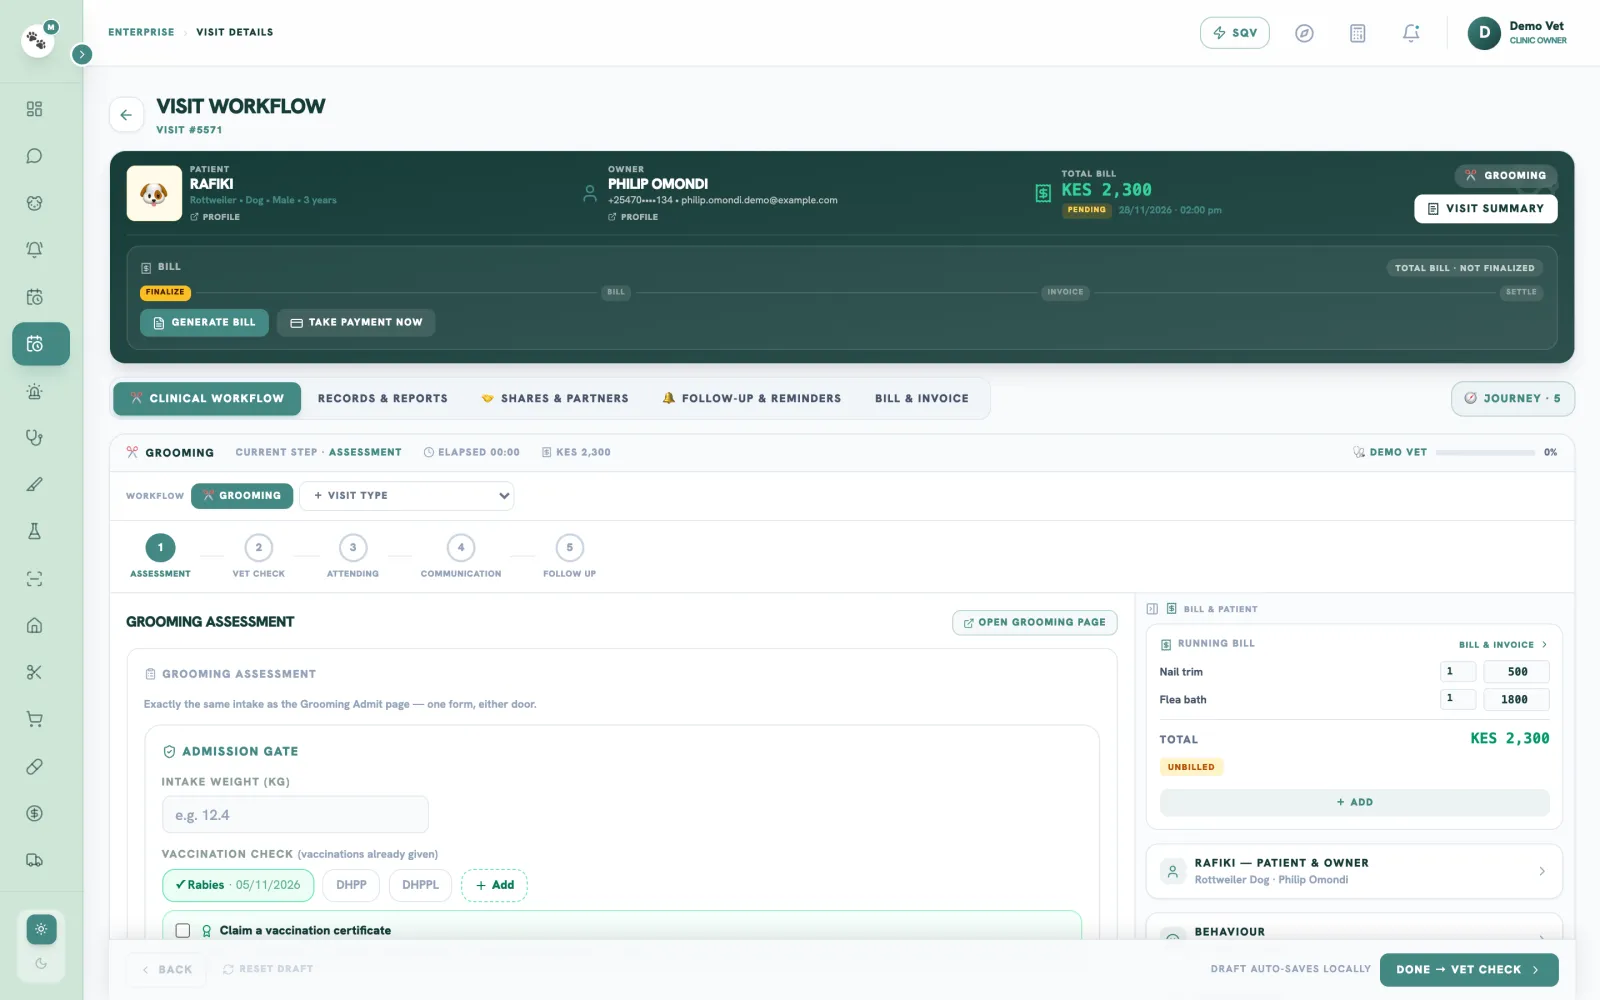 M
ENTERPRISE › VISIT DETAILS
SQV
D
Demo Vet
CLINIC OWNER
VISIT WORKFLOW
VISIT #5571
PATIENT
RAFIKI
Rottweiler • Dog • Male • 3 years
PROFILE
OWNER
PHILIP OMONDI
+25470••••134 • philip.omondi.demo@example.com
PROFILE
TOTAL BILL
KES 2,300
PENDING 28/11/2026 · 02:00 pm
GROOMING
VISIT SUMMARY
BILL
TOTAL BILL · NOT FINALIZED
FINALIZE BILL INVOICE SETTLE
GENERATE BILL TAKE PAYMENT NOW
CLINICAL WORKFLOW RECORDS & REPORTS SHARES & PARTNERS FOLLOW-UP & REMINDERS BILL & INVOICE
JOURNEY · 5
GROOMING CURRENT STEP · ASSESSMENT ELAPSED 00:00 KES 2,300
DEMO VET 0%
WORKFLOW GROOMING + VISIT TYPE
1 2 3 4 5
ASSESSMENT VET CHECK ATTENDING COMMUNICATION FOLLOW UP
GROOMING ASSESSMENT
OPEN GROOMING PAGE
GROOMING ASSESSMENT
Exactly the same intake as the Grooming Admit page — one form, either door.
ADMISSION GATE
INTAKE WEIGHT (KG)
e.g. 12.4
VACCINATION CHECK (vaccinations already given)
✓ Rabies · 05/11/2026 DHPP DHPPL + Add
Claim a vaccination certificate
BILL & PATIENT
RUNNING BILL
BILL & INVOICE
Nail trim 1 500
Flea bath 1 1800
TOTAL KES 2,300
UNBILLED
+ ADD
RAFIKI — PATIENT & OWNER
Rottweiler Dog · Philip Omondi
BEHAVIOUR
BACK RESET DRAFT
DRAFT AUTO-SAVES LOCALLY
DONE → VET CHECK